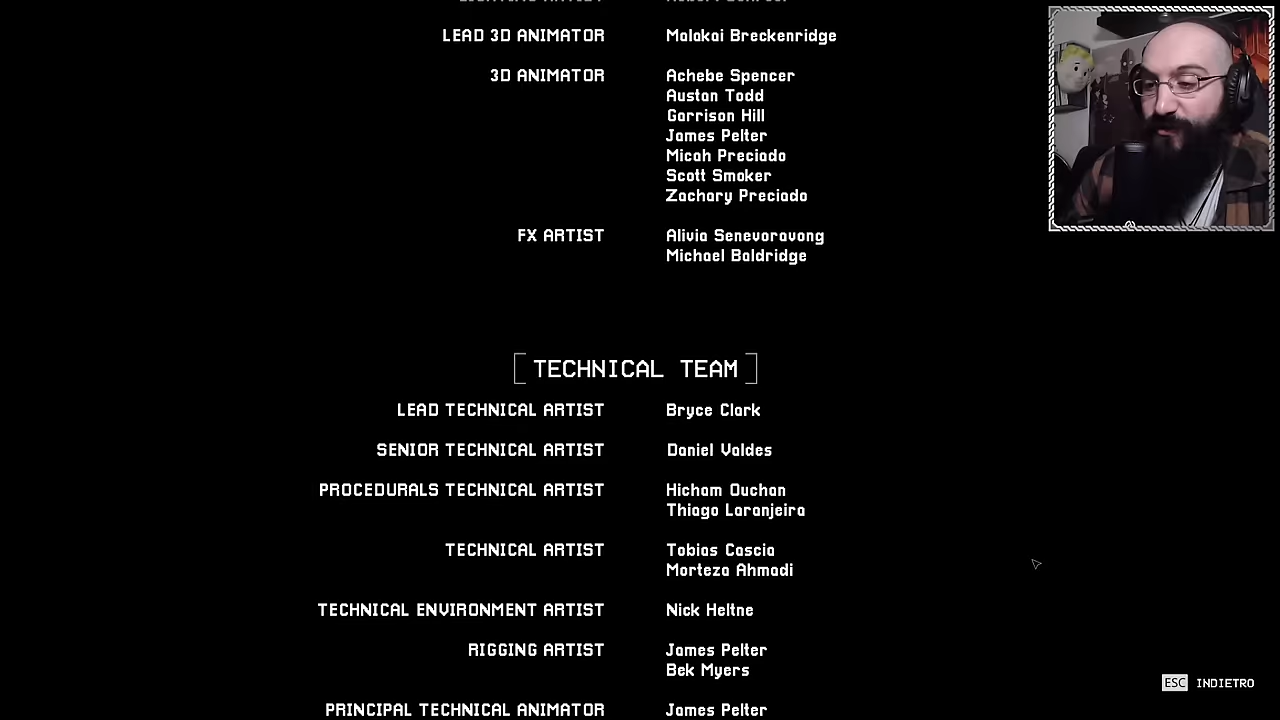 LEAD 3D ANIMATOR Malakai Breckenridge
3D ANIMATOR Achebe Spencer
Austan Todd
Garrison Hill
James Pelter
Micah Preciado
Scott Smoker
Zachary Preciado
FX ARTIST Alivia Senevoravong
Michael Baldridge
TECHNICAL TEAM
LEAD TECHNICAL ARTIST Bryce Clark
SENIOR TECHNICAL ARTIST Daniel Valdes
PROCEDURALS TECHNICAL ARTIST Hicham Ouchan
Thiago Laranjeira
TECHNICAL ARTIST Tobias Cascia
Morteza Ahmadi
TECHNICAL ENVIRONMENT ARTIST Nick Heltne
RIGGING ARTIST James Pelter
Bek Myers
ESC INDIETRO
PRINCIPAL TECHNICAL ANIMATOR James Pelter